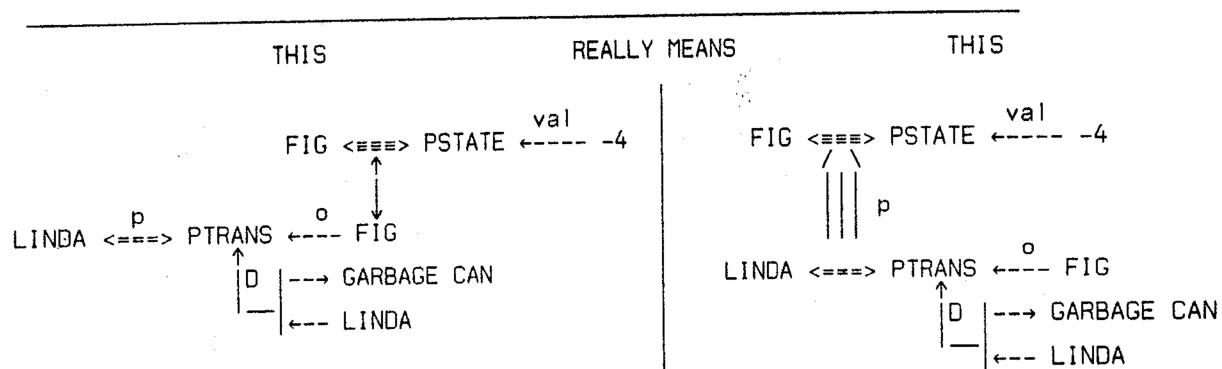 THIS REALLY MEANS THIS
val
FIG <≡≡≡> PSTATE ←---- -4
p o
LINDA <===> PTRANS ←--- FIG
D ---→ GARBAGE CAN
←--- LINDA
val
FIG <≡≡≡> PSTATE ←---- -4
p
o
LINDA <===> PTRANS ←--- FIG
D ---→ GARBAGE CAN
←--- LINDA